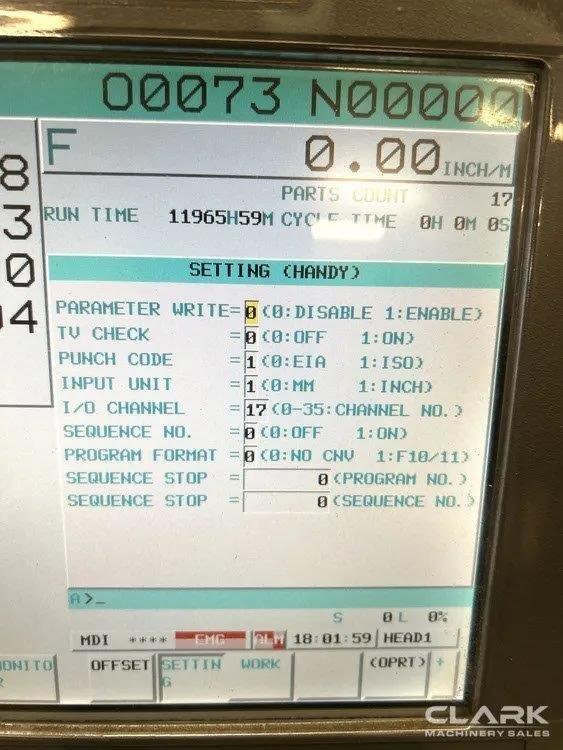 O0073 N00000
8
3
0
04
F 0.00 INCH/M
PARTS COUNT 17
RUN TIME 11965H59M CYCLE TIME 0H 0M 0S
SETTING (HANDY)
PARAMETER WRITE=0(0:DISABLE 1:ENABLE)
TV CHECK =0(0:OFF 1:ON)
PUNCH CODE =1(0:EIA 1:ISO)
INPUT UNIT =1(0:MM 1:INCH)
I/O CHANNEL =17(0-35:CHANNEL NO.)
SEQUENCE NO. =0(0:OFF 1:ON)
PROGRAM FORMAT =0(0:NO CNV 1:F10/11)
SEQUENCE STOP = 0(PROGRAM NO.)
SEQUENCE STOP = 0(SEQUENCE NO.)
A>_
S 0 L 0%
MDI **** EMG ALM 18:01:59 HEAD1
OFFSET SETTIN WORK (OPRT) +
G
CLARK
MACHINERY SALES